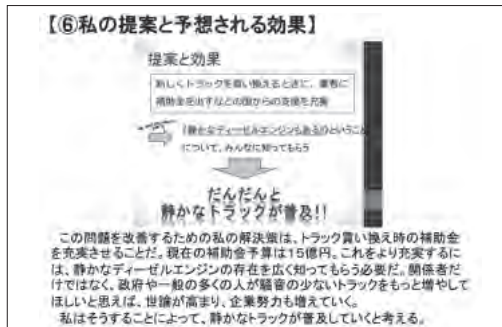 【⑥私の提案と予想される効果】
提案と効果
新しくトラックを買い換えるときに、業者に
補助金を出すなどの国からの支援を充実
「静かなディーゼルエンジンもある!!」ということ
について、みんなに知ってもらう
だんだんと
静かなトラックが普及!!
この問題を改善するための私の解決策は、トラック買い換え時の補助金
を充実させることだ。現在の補助金予算は15億円。これをより充実するに
は、静かなディーゼルエンジンの存在を広く知ってもらう必要だ。関係者だ
けではなく、政府や一般の多くの人が騒音の少ないトラックをもっと増やして
ほしいと思えば、世論が高まり、企業努力も増えていく。
私はそうすることによって、静かなトラックが普及していくと考える。